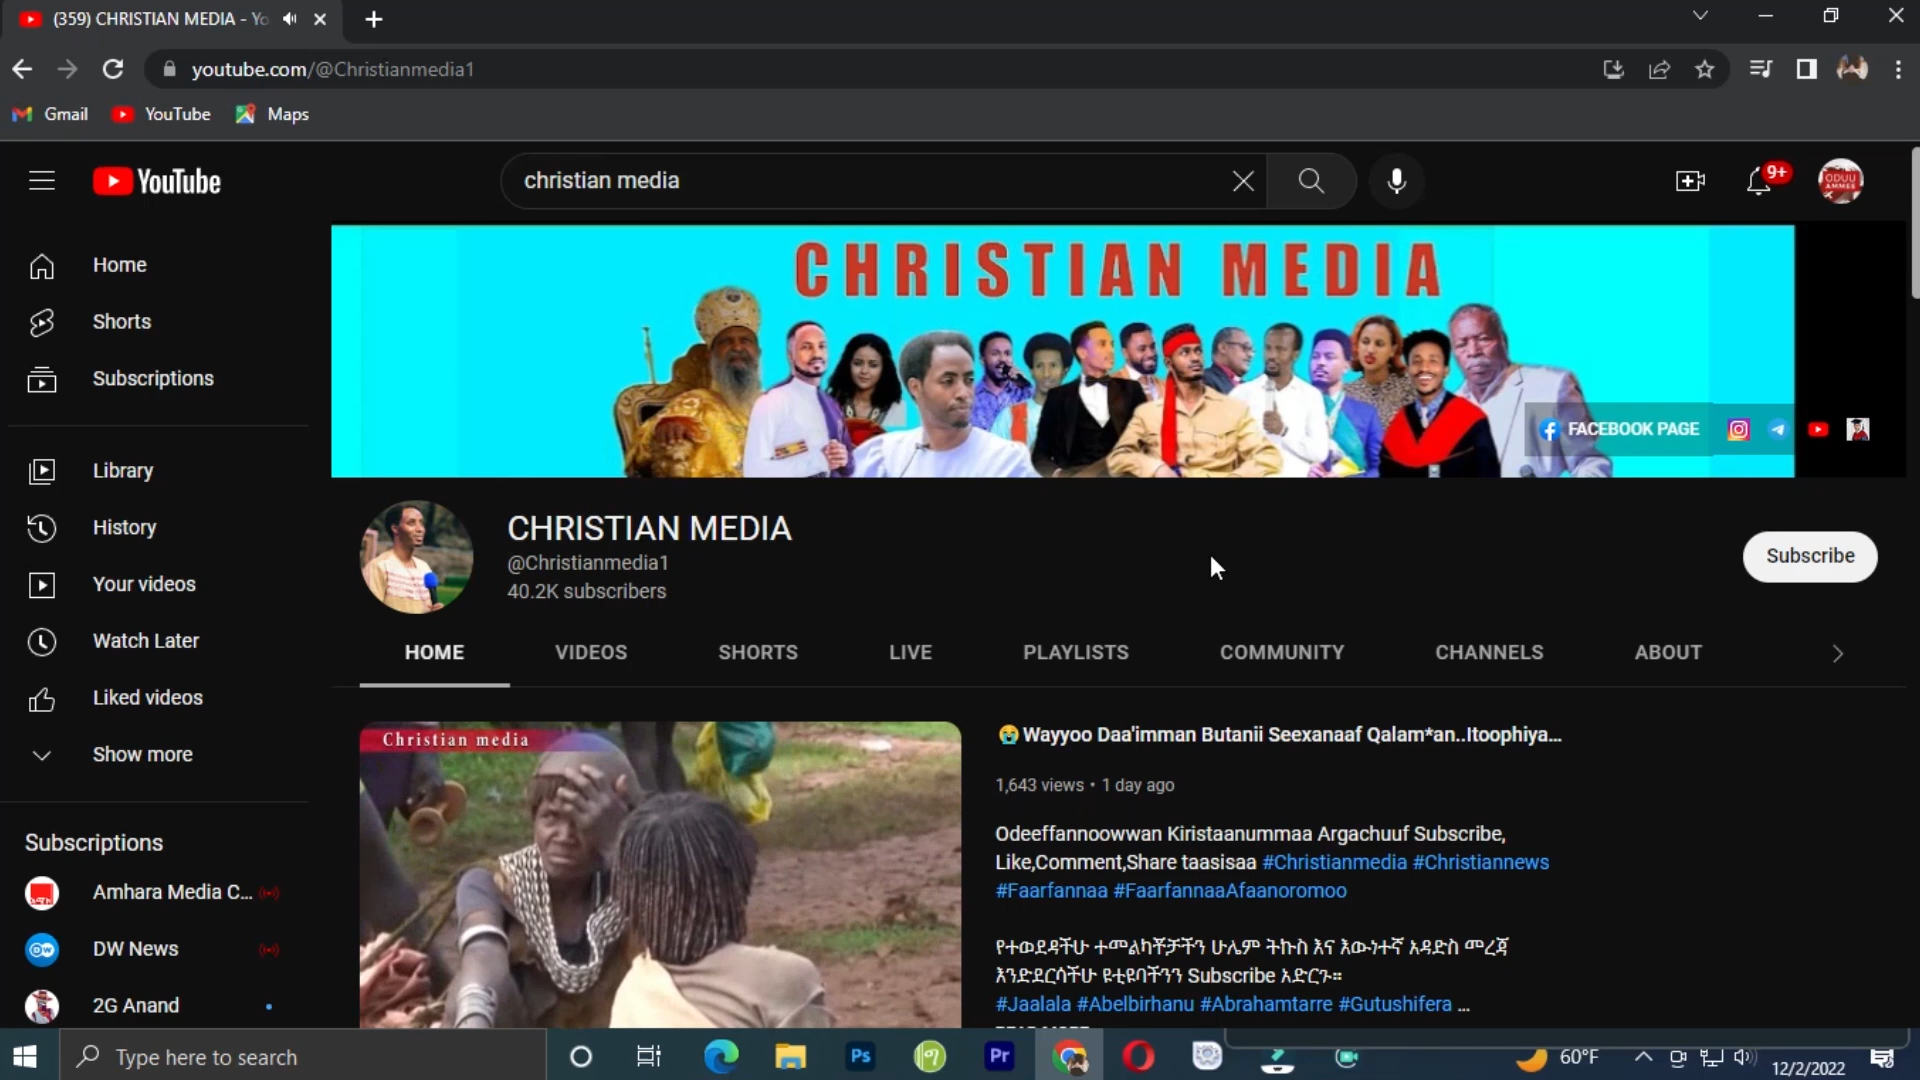 (359) CHRISTIAN MEDIA - Yo
youtube.com/@Christianmedia1
Gmail
YouTube
Maps
YouTube
christian media
9+
ODUU
AMMEE
Home
Shorts
Subscriptions
Library
History
Your videos
Watch Later
Liked videos
Show more
Subscriptions
Amhara Media C...
DW News
2G Anand
CHRISTIAN MEDIA
FACEBOOK PAGE
CHRISTIAN MEDIA
@Christianmedia1
40.2K subscribers
Subscribe
HOME
VIDEOS
SHORTS
LIVE
PLAYLISTS
COMMUNITY
CHANNELS
ABOUT
Christian media
😭Wayyoo Daa'imman Butanii Seexanaaf Qalam*an..Itoophiya...
1,643 views • 1 day ago
Odeeffannoowwan Kiristaanummaa Argachuuf Subscribe,
Like,Comment,Share taasisaa #Christianmedia #Christiannews
#Faarfannaa #FaarfannaaAfaanoromoo
የተወደዳችሁ ተመልካቾቻችን ሁሌም ትኩስ እና እውነተኛ አዳድስ መረጃ
እንድደርሳችሁ ዩቲዩባችንን Subscribe አድርጉ።
#Jaalala #Abelbirhanu #Abrahamtarre #Gutushifera ...
Type here to search
Ps
Pr
60°F
12/2/2022